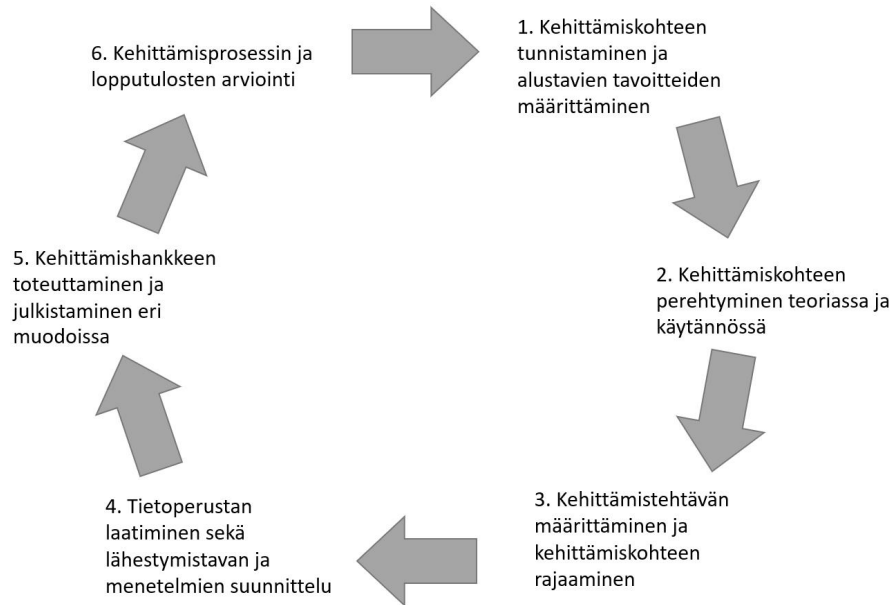 1. Kehittämiskohteen
tunnistaminen ja
alustavien tavoitteiden
määrittäminen
2. Kehittämiskohteen
perehtyminen teoriassa ja
käytännössä
3. Kehittämistehtävän
määrittäminen ja
kehittämiskohteen
rajaaminen
4. Tietoperustan
laatiminen sekä
lähestymistavan ja
menetelmien suunnittelu
5. Kehittämishankkeen
toteuttaminen ja
julkistaminen eri
muodoissa
6. Kehittämisprosessin ja
lopputulosten arviointi